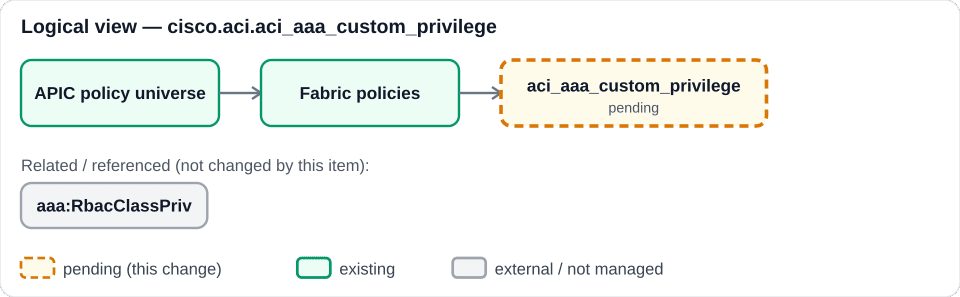 Logical view — cisco.aci.aci_aaa_custom_privilege
APIC policy universe
Fabric policies
aci_aaa_custom_privilege
pending
Related / referenced (not changed by this item):
aaa:RbacClassPriv
pending (this change)
existing
external / not managed